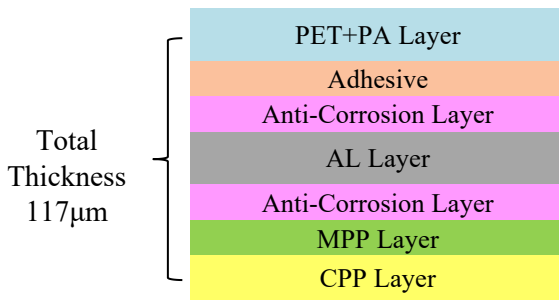 PET+PA Layer
Adhesive
Anti-Corrosion Layer
AL Layer
Anti-Corrosion Layer
MPP Layer
CPP Layer
Total
Thickness
117μm